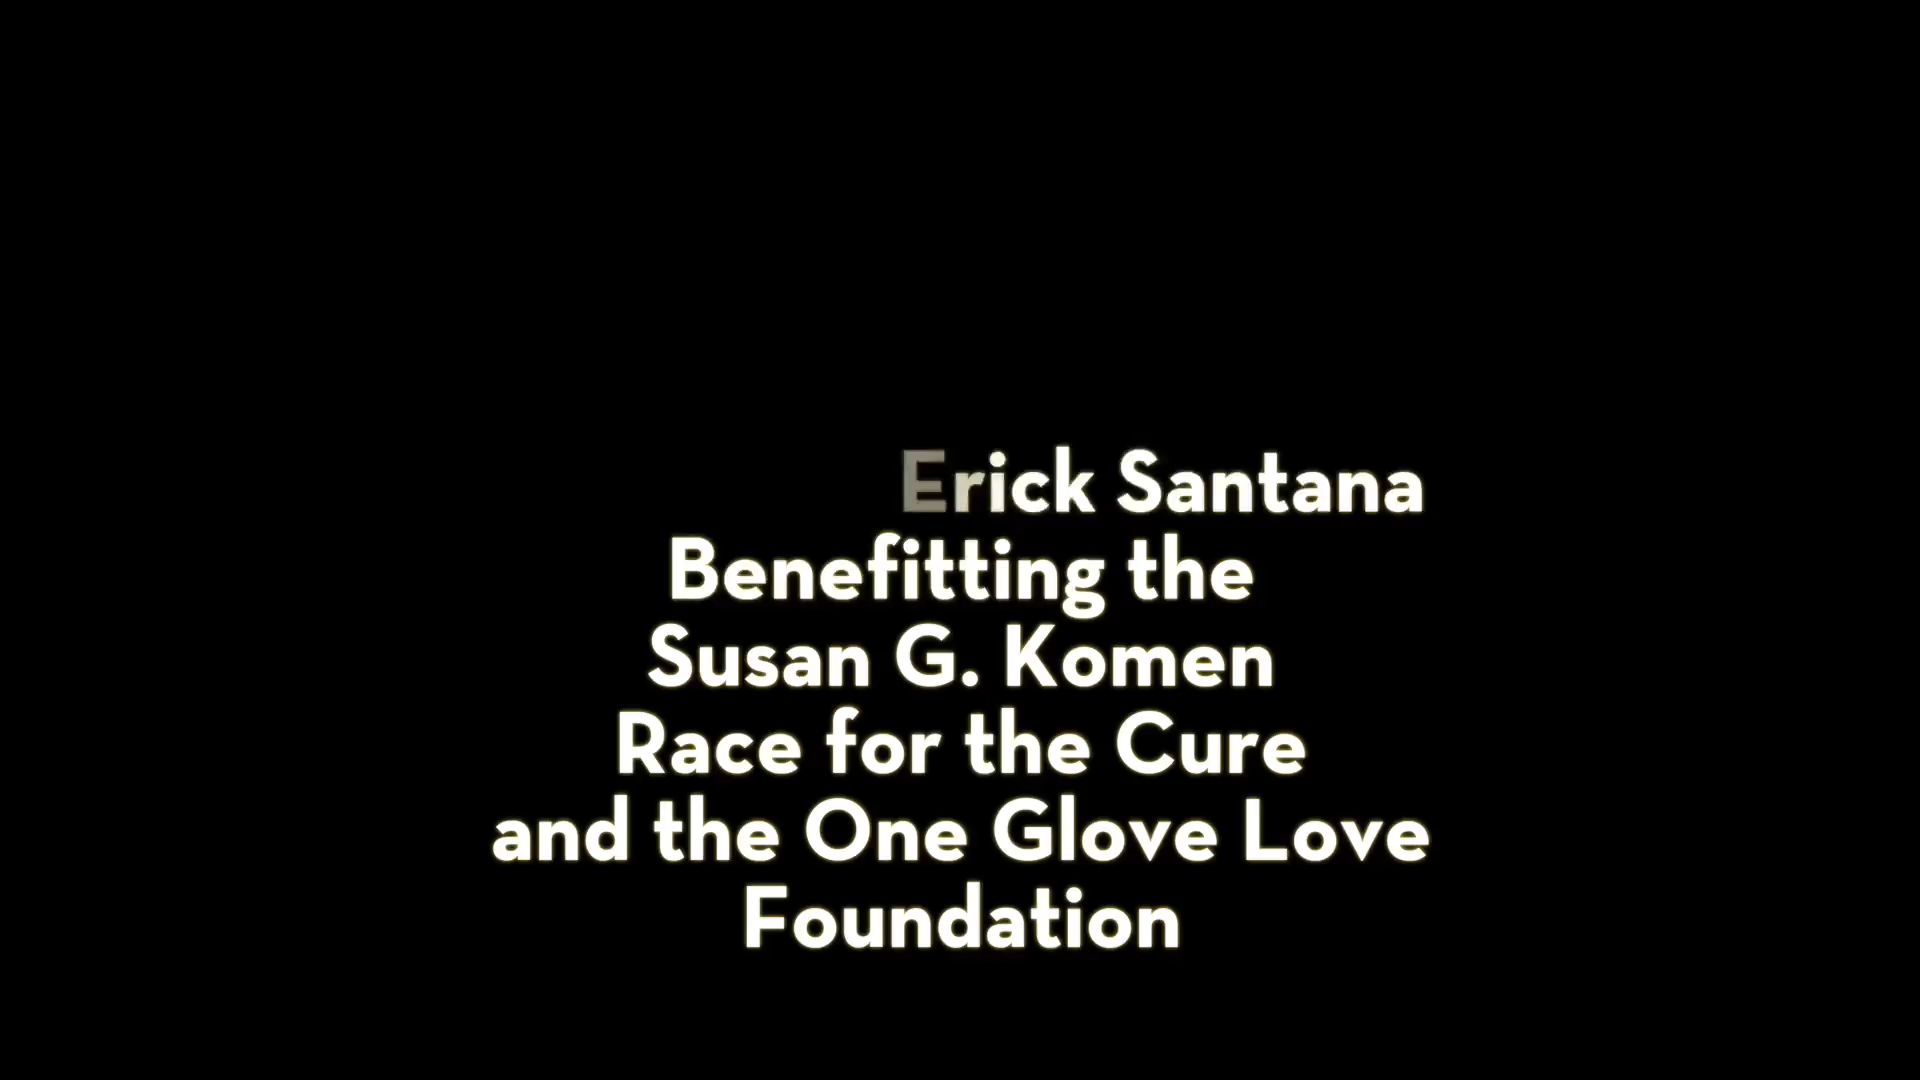 Erick Santana
Benefitting the
Susan G. Komen
Race for the Cure
and the One Glove Love
Foundation